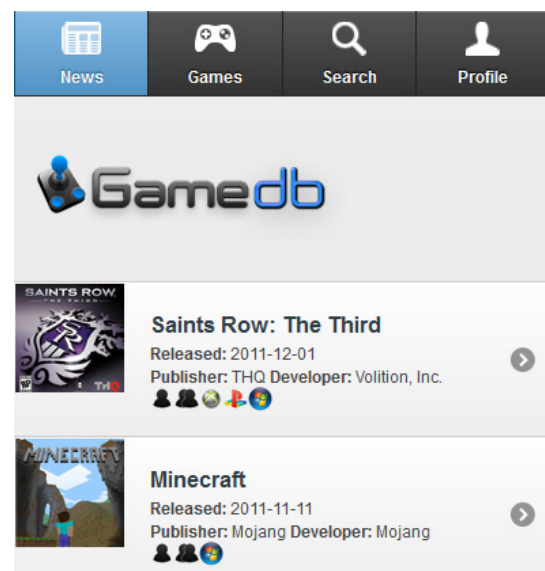 News Games Search Profile
Gamedb
SAINTS ROW
THE THIRD
THQ
Saints Row: The Third
Released: 2011-12-01
Publisher: THQ Developer: Volition, Inc.
MINECRAFT
Minecraft
Released: 2011-11-11
Publisher: Mojang Developer: Mojang